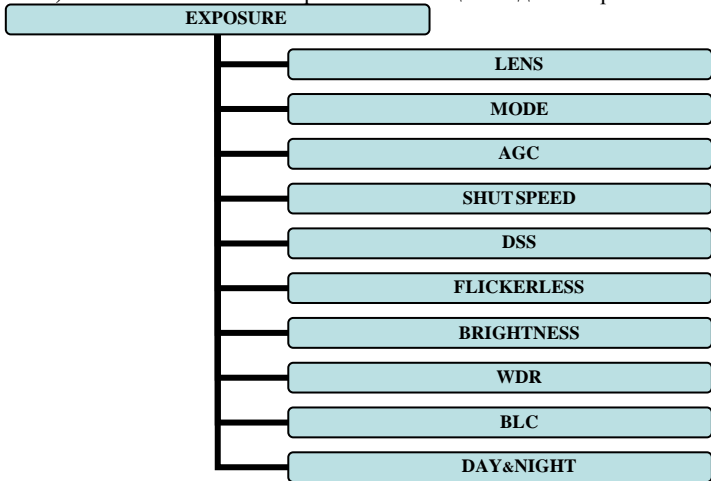 EXPOSURE
LENS
MODE
AGC
SHUT SPEED
DSS
FLICKERLESS
BRIGHTNESS
WDR
BLC
DAY&NIGHT